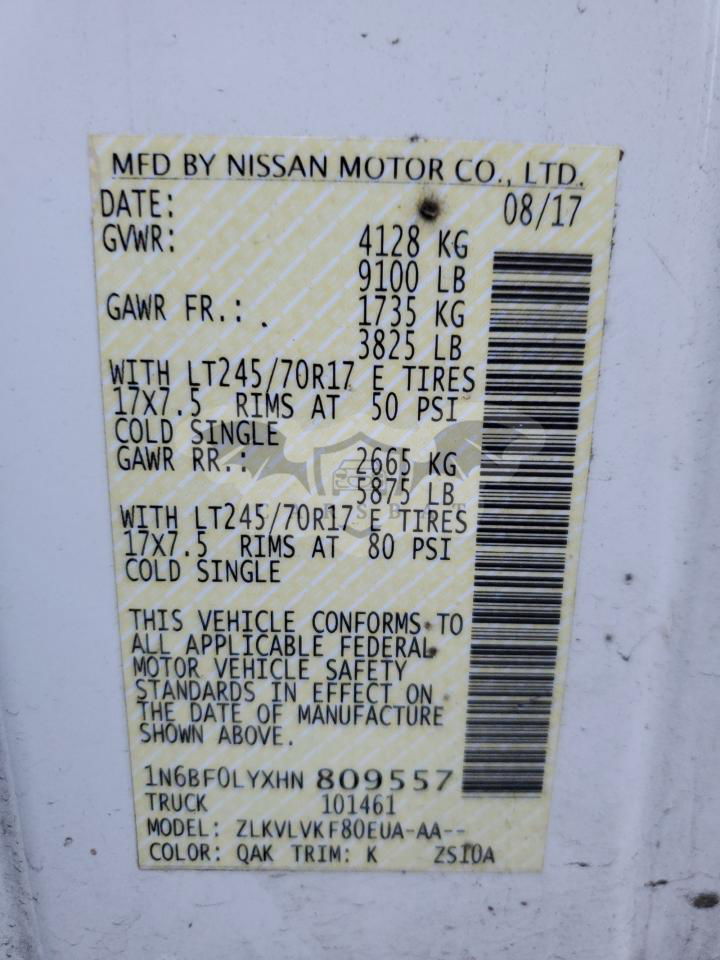 MFD BY NISSAN MOTOR CO., LTD.
DATE: 08/17
GVWR: 4128 KG
9100 LB
GAWR FR.: 1735 KG
3825 LB
WITH LT245/70R17 E TIRES
17X7.5 RIMS AT 50 PSI
COLD SINGLE
GAWR RR.: 2665 KG
5875 LB
WITH LT245/70R17 E TIRES
17X7.5 RIMS AT 80 PSI
COLD SINGLE
THIS VEHICLE CONFORMS TO
ALL APPLICABLE FEDERAL
MOTOR VEHICLE SAFETY
STANDARDS IN EFFECT ON
THE DATE OF MANUFACTURE
SHOWN ABOVE.
1N6BF0LYXHN 809557
TRUCK 101461
MODEL: ZLKVLVKF80EUA-AA--
COLOR: QAK TRIM: K ZS10A